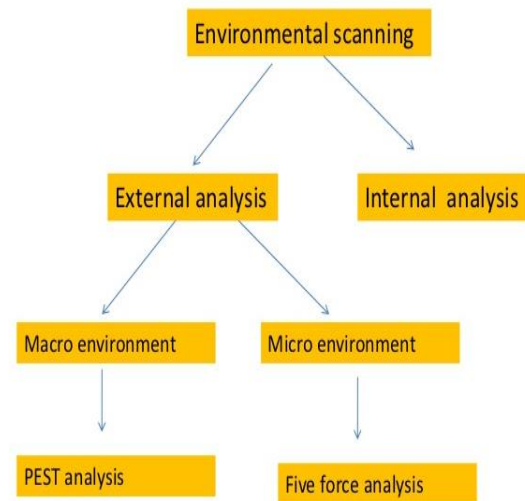 Environmental scanning
External analysis
Internal analysis
Macro environment
Micro environment
PEST analysis
Five force analysis